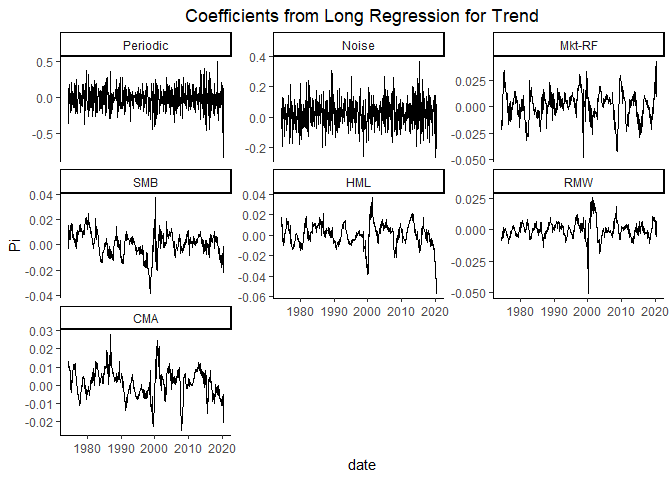 Coefficients from Long Regression for Trend
Periodic
Noise
Mkt-RF
0.5
0.0
-0.5
0.4
0.2
0.0
-0.2
0.025
0.000
-0.025
-0.050
SMB
HML
RMW
0.04
0.02
0.00
-0.02
-0.04
0.04
0.02
0.00
-0.02
-0.04
-0.06
0.025
0.000
-0.025
-0.050
1980 1990 2000 2010 2020
1980 1990 2000 2010 2020
CMA
0.03
0.02
0.01
0.00
-0.01
-0.02
1980 1990 2000 2010 2020
Pi
date